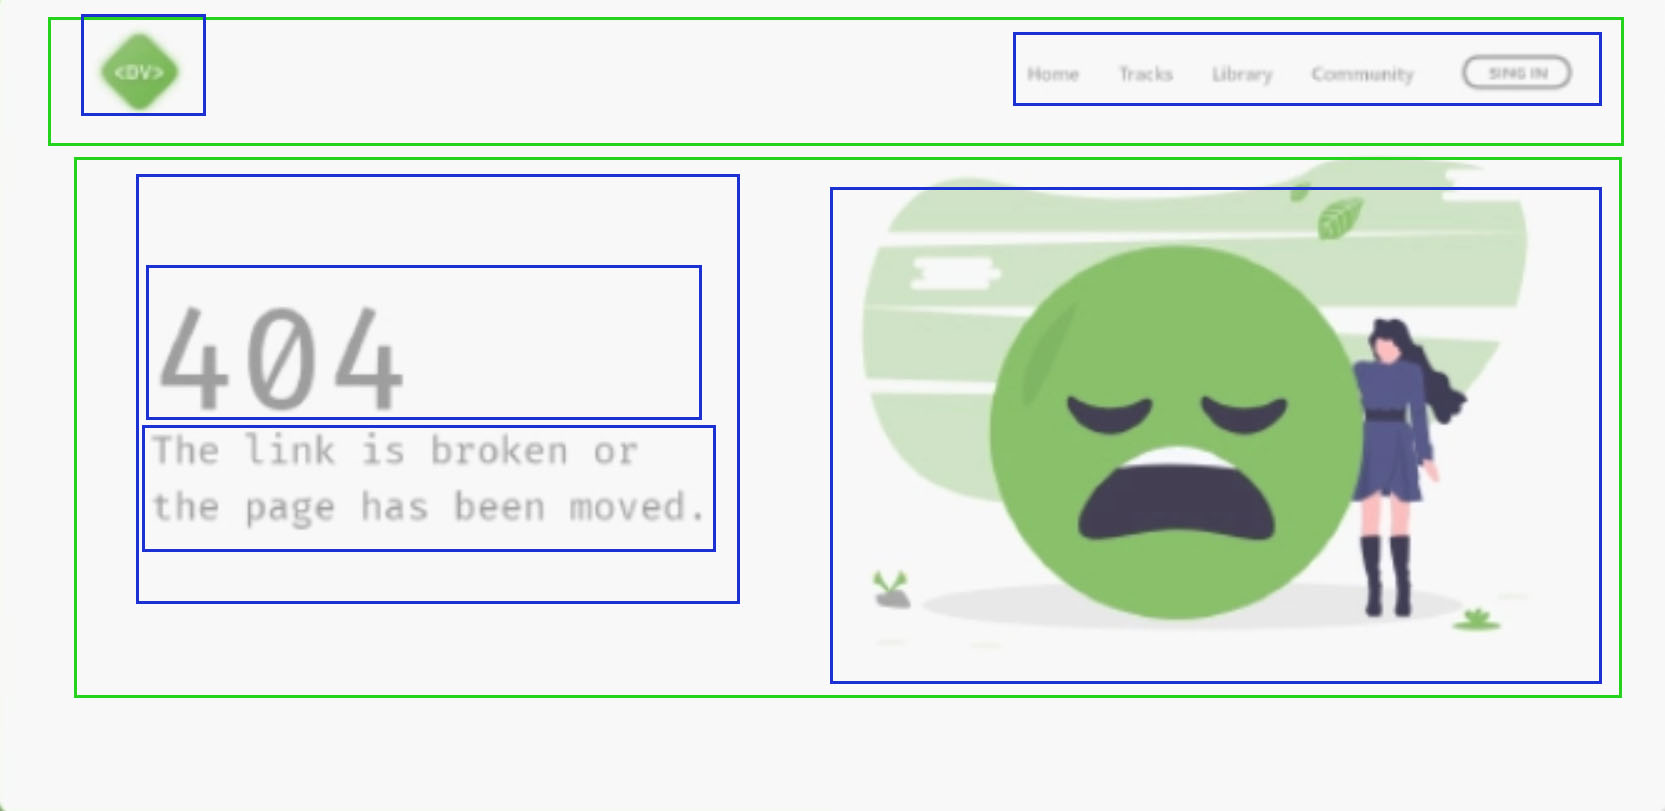 <DV>
Home Tracks Library Community SING IN
404
The link is broken or
the page has been moved.